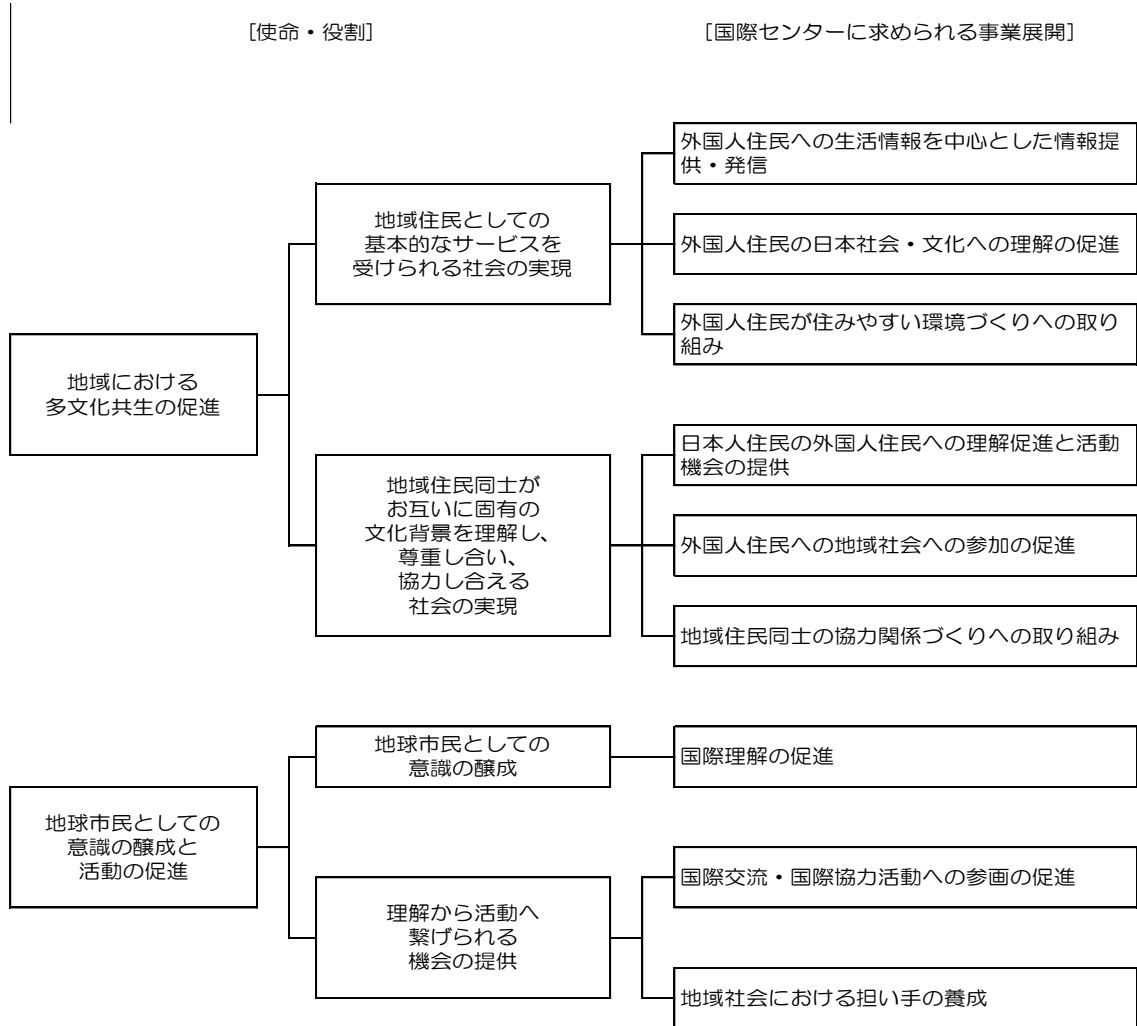 [使命・役割]
[国際センターに求められる事業展開]
地域における
多文化共生の促進
地域住民としての
基本的なサービスを
受けられる社会の実現
外国人住民への生活情報を中心とした情報提
供・発信
外国人住民の日本社会・文化への理解の促進
外国人住民が住みやすい環境づくりへの取り
組み
地域住民同士が
お互いに固有の
文化背景を理解し、
尊重し合い、
協力し合える
社会の実現
日本人住民の外国人住民への理解促進と活動
機会の提供
外国人住民への地域社会への参加の促進
地域住民同士の協力関係づくりへの取り組み
地球市民としての
意識の醸成と
活動の促進
地球市民としての
意識の醸成
国際理解の促進
理解から活動へ
繋げられる
機会の提供
国際交流・国際協力活動への参画の促進
地域社会における担い手の養成